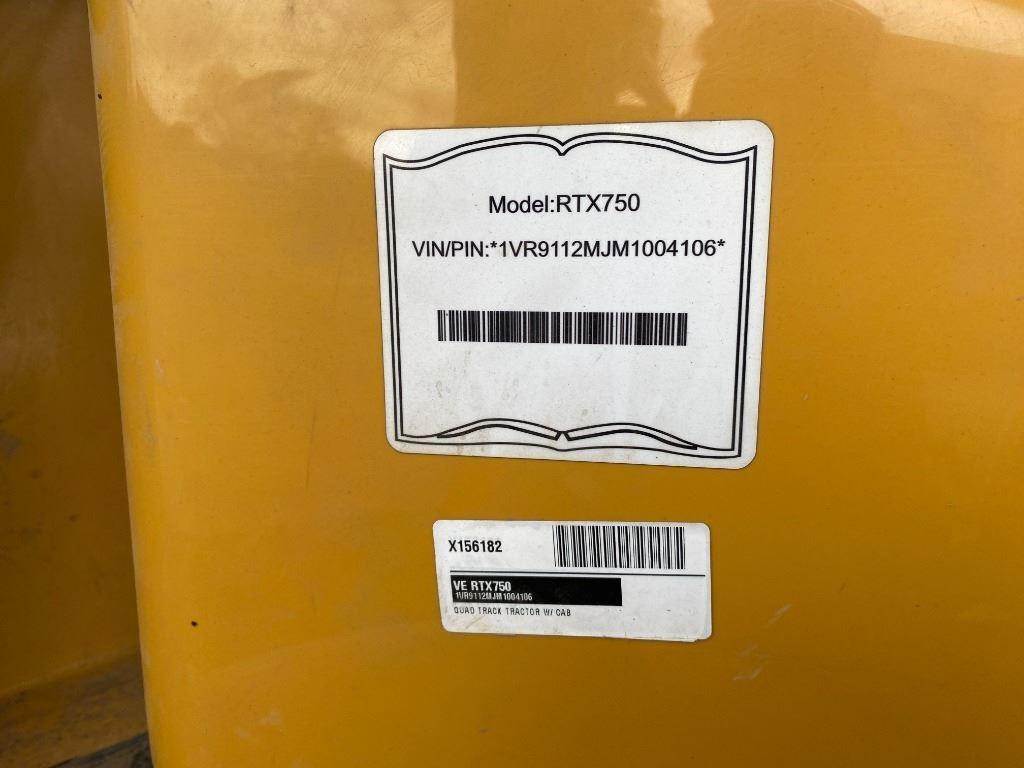 Model:RTX750
VIN/PIN:*1VR9112MJM1004106*
X156182
VE RTX750
1VR9112MJM1004106
QUAD TRACK TRACTOR W/ CAB